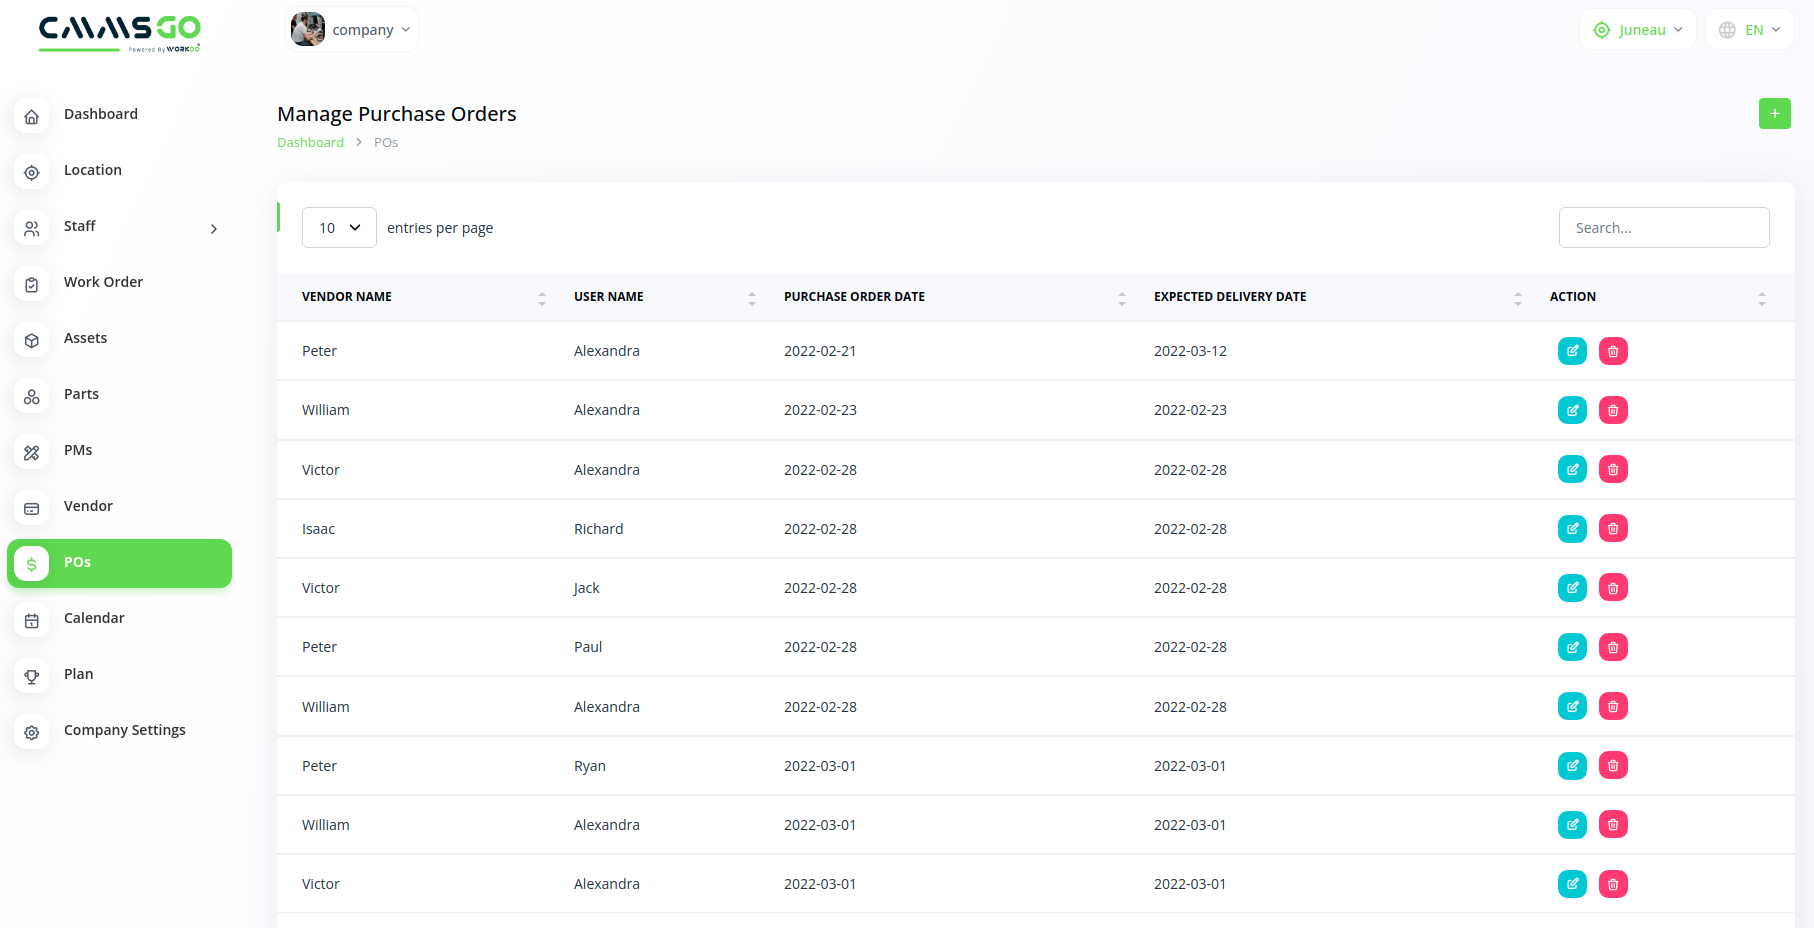 CMMSGO
Powered By WORKDO
company
Juneau
EN
Dashboard
Location
Staff
Work Order
Assets
Parts
PMs
Vendor
POs
Calendar
Plan
Company Settings
Manage Purchase Orders
Dashboard > POs
+
10 entries per page
Search...
VENDOR NAME USER NAME PURCHASE ORDER DATE EXPECTED DELIVERY DATE ACTION
Peter Alexandra 2022-02-21 2022-03-12
William Alexandra 2022-02-23 2022-02-23
Victor Alexandra 2022-02-28 2022-02-28
Isaac Richard 2022-02-28 2022-02-28
Victor Jack 2022-02-28 2022-02-28
Peter Paul 2022-02-28 2022-02-28
William Alexandra 2022-02-28 2022-02-28
Peter Ryan 2022-03-01 2022-03-01
William Alexandra 2022-03-01 2022-03-01
Victor Alexandra 2022-03-01 2022-03-01